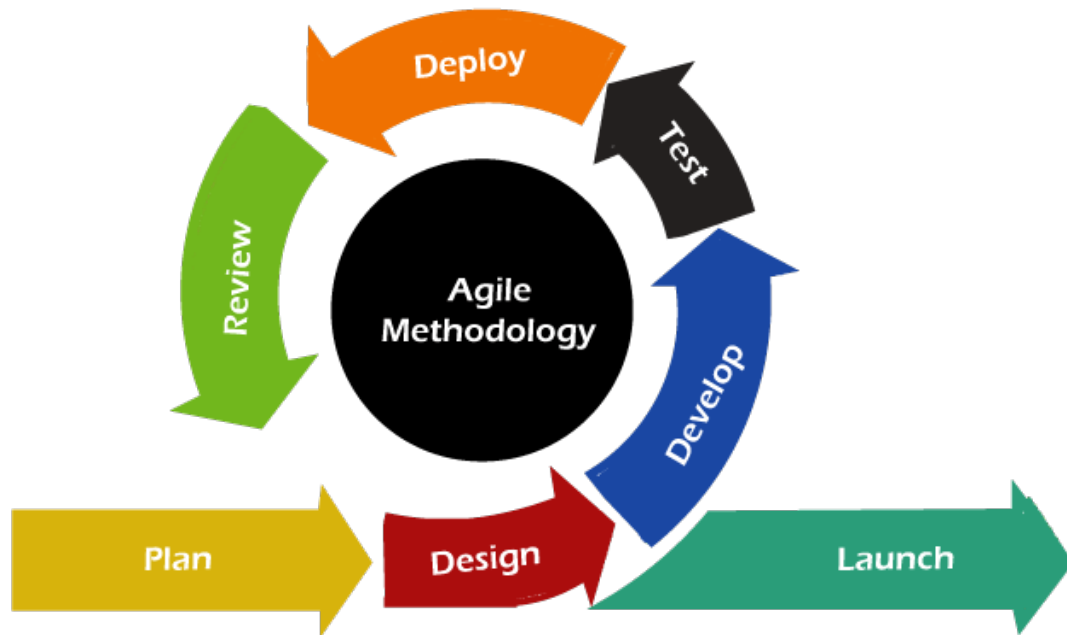 Deploy
Test
Review
Agile
Methodology
Develop
Plan
Design
Launch